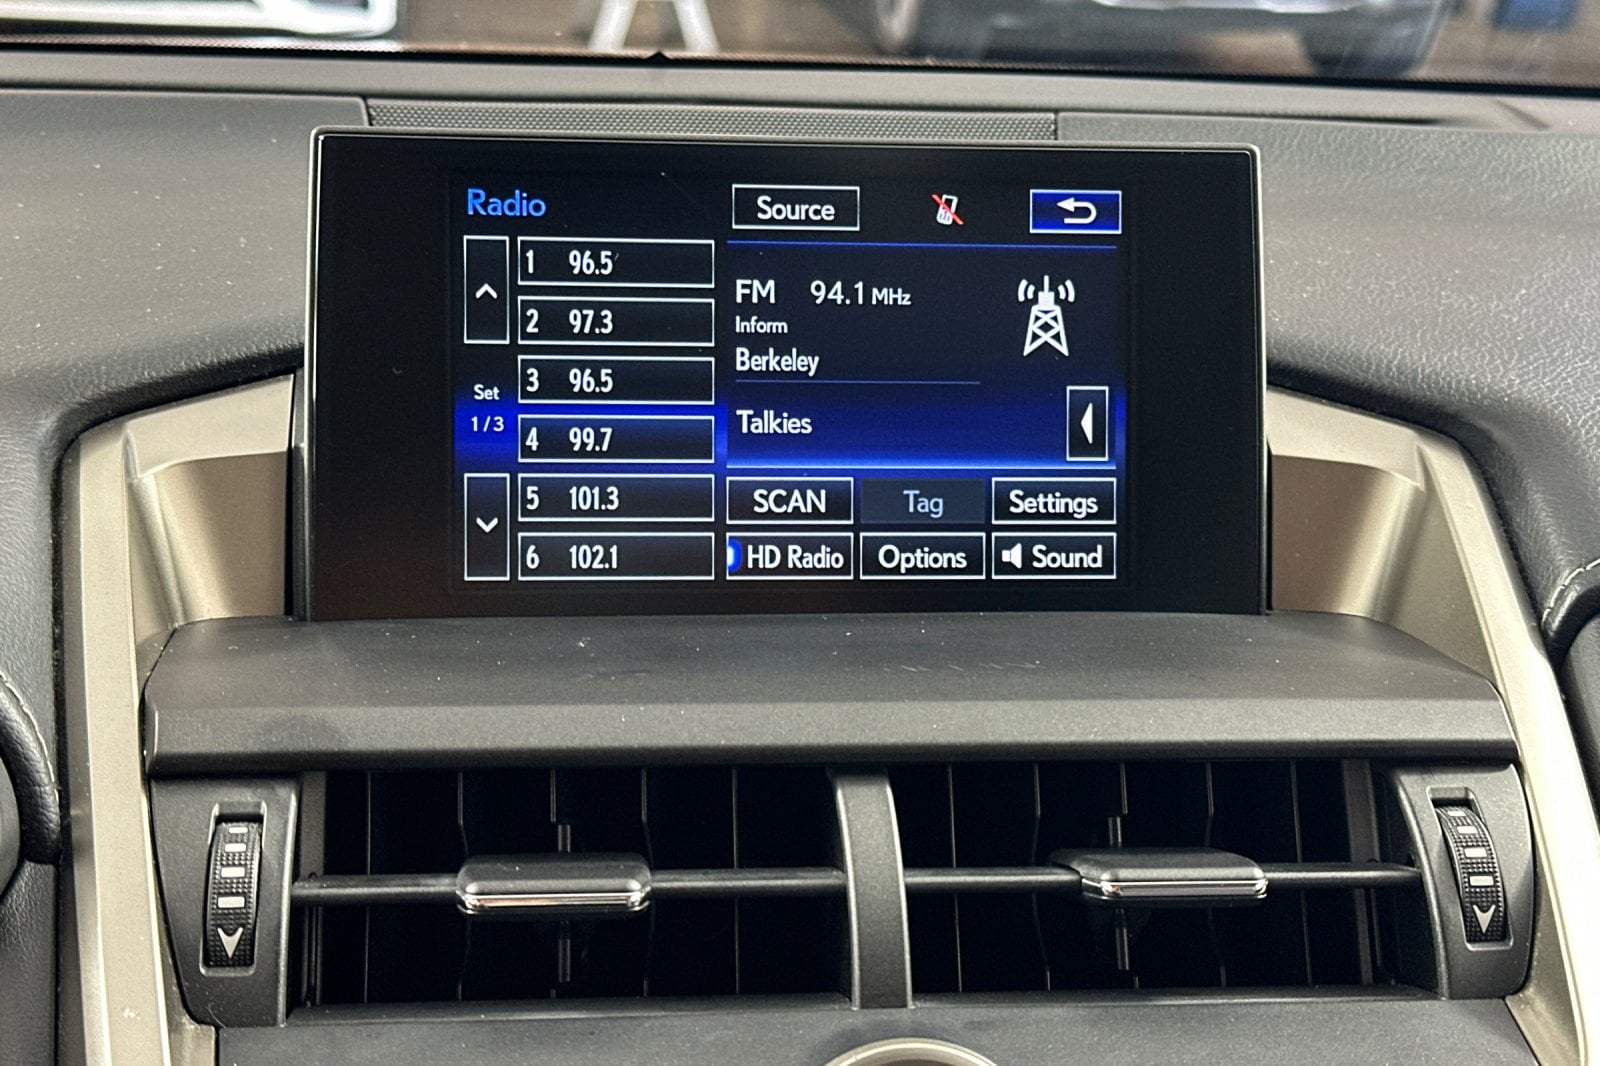 Radio
Source
1 96.5
2 97.3
3 96.5
4 99.7
5 101.3
6 102.1
Set
1/3
FM 94.1 MHz
Inform
Berkeley
Talkies
SCAN
Tag
Settings
HD Radio
Options
Sound